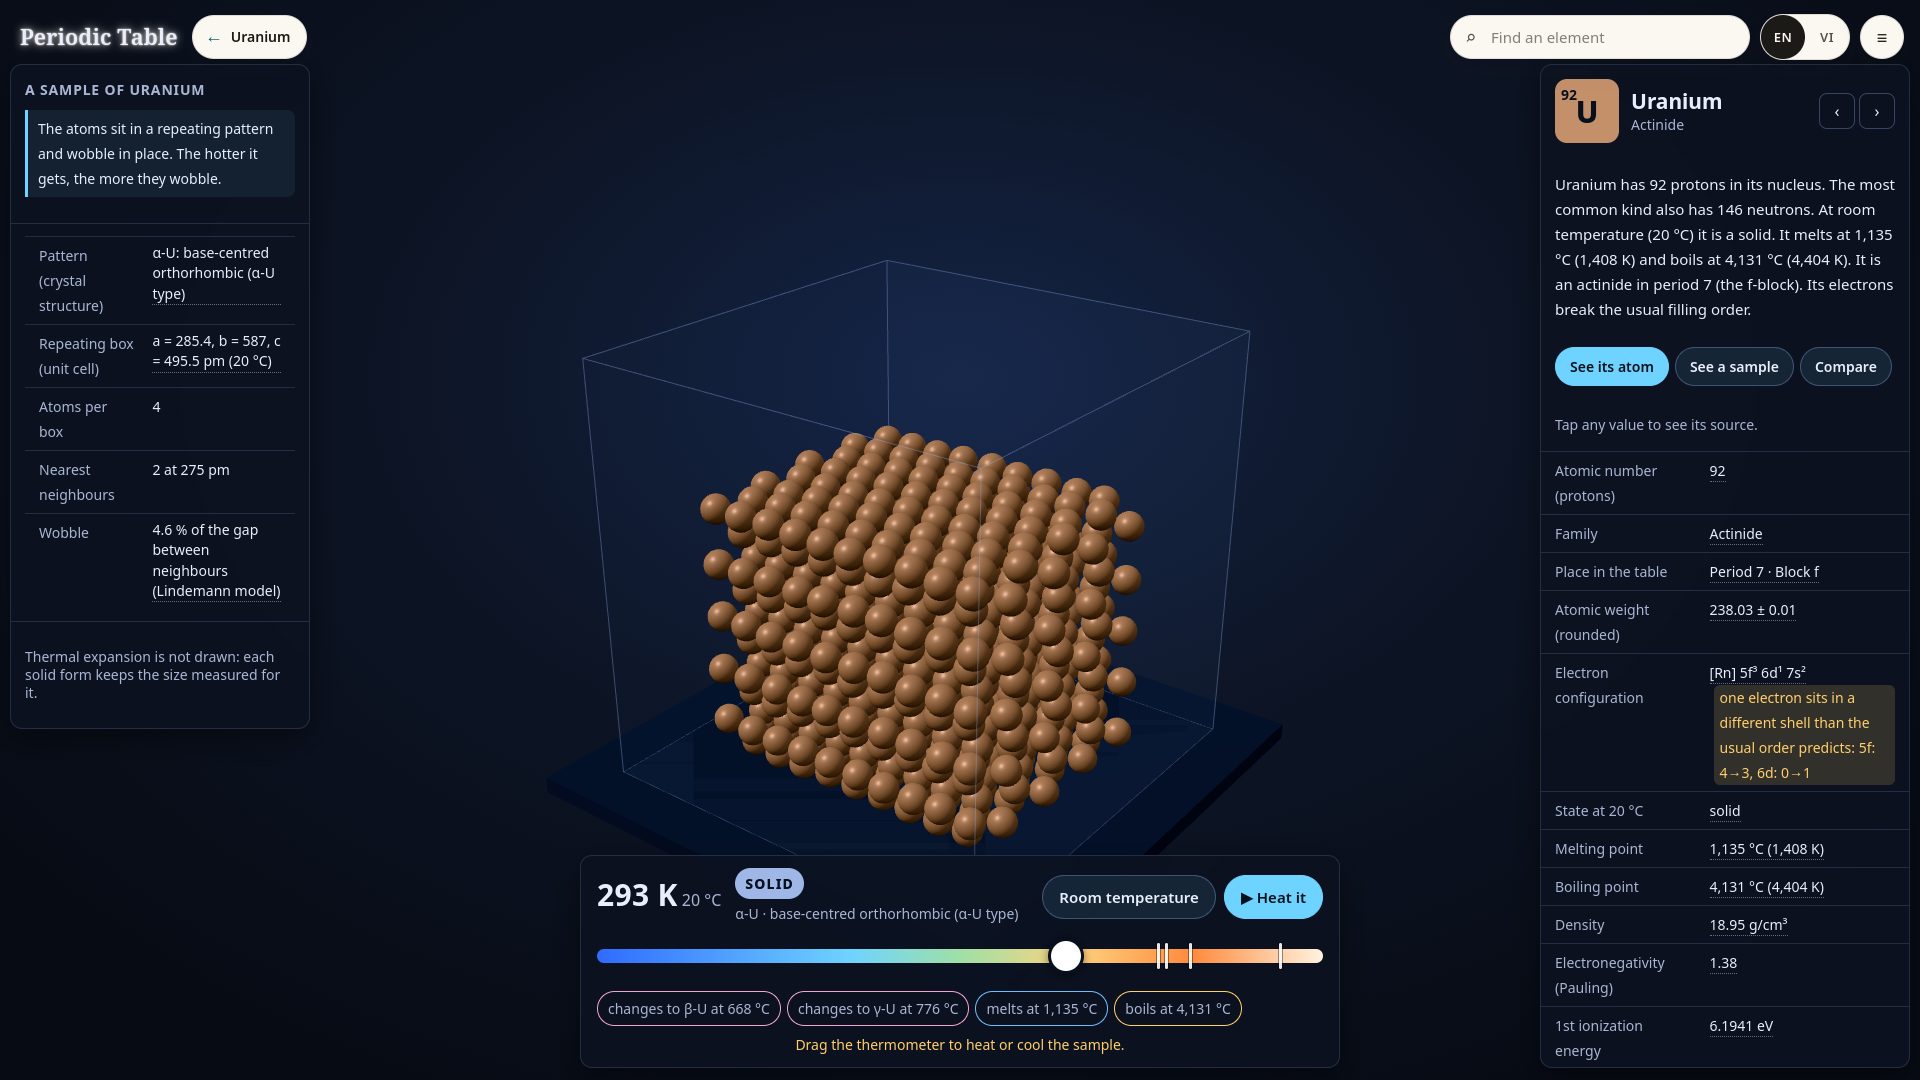 Periodic Table
← Uranium
Find an element
EN
VI
≡
A SAMPLE OF URANIUM
The atoms sit in a repeating pattern
and wobble in place. The hotter it
gets, the more they wobble.
Pattern
(crystal
structure)
α-U: base-centred
orthorhombic (α-U
type)
Repeating box
(unit cell)
a = 285.4, b = 587, c
= 495.5 pm (20 °C)
Atoms per
box
4
Nearest
neighbours
2 at 275 pm
Wobble
4.6 % of the gap
between
neighbours
(Lindemann model)
Thermal expansion is not drawn: each
solid form keeps the size measured for
it.
293 K 20 °C
SOLID
α-U · base-centred orthorhombic (α-U type)
Room temperature
▶ Heat it
changes to β-U at 668 °C
changes to γ-U at 776 °C
melts at 1,135 °C
boils at 4,131 °C
Drag the thermometer to heat or cool the sample.
92
U
Uranium
Actinide
‹
›
Uranium has 92 protons in its nucleus. The most
common kind also has 146 neutrons. At room
temperature (20 °C) it is a solid. It melts at 1,135
°C (1,408 K) and boils at 4,131 °C (4,404 K). It is
an actinide in period 7 (the f-block). Its electrons
break the usual filling order.
See its atom
See a sample
Compare
Tap any value to see its source.
Atomic number
(protons)
92
Family
Actinide
Place in the table
Period 7 · Block f
Atomic weight
(rounded)
238.03 ± 0.01
Electron
configuration
[Rn] 5f³ 6d¹ 7s²
one electron sits in a
different shell than the
usual order predicts: 5f:
4→3, 6d: 0→1
State at 20 °C
solid
Melting point
1,135 °C (1,408 K)
Boiling point
4,131 °C (4,404 K)
Density
18.95 g/cm³
Electronegativity
(Pauling)
1.38
1st ionization
energy
6.1941 eV